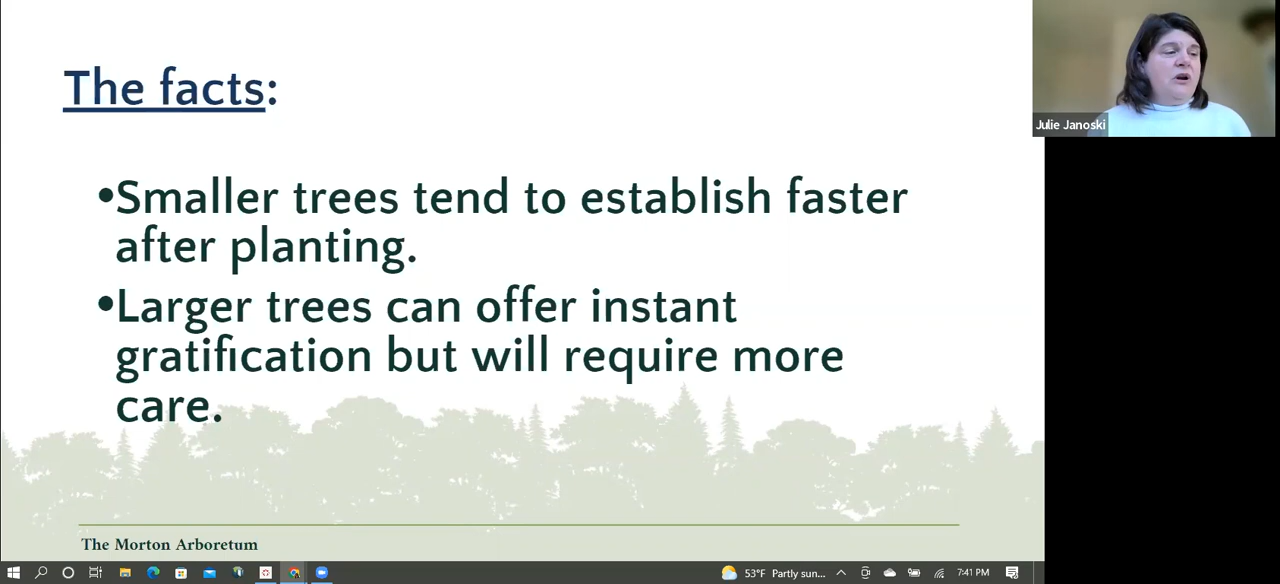 The facts:
•Smaller trees tend to establish faster
after planting.
•Larger trees can offer instant
gratification but will require more
care.
The Morton Arboretum
Julie Janoski
53°F Partly sun...
7:41 PM